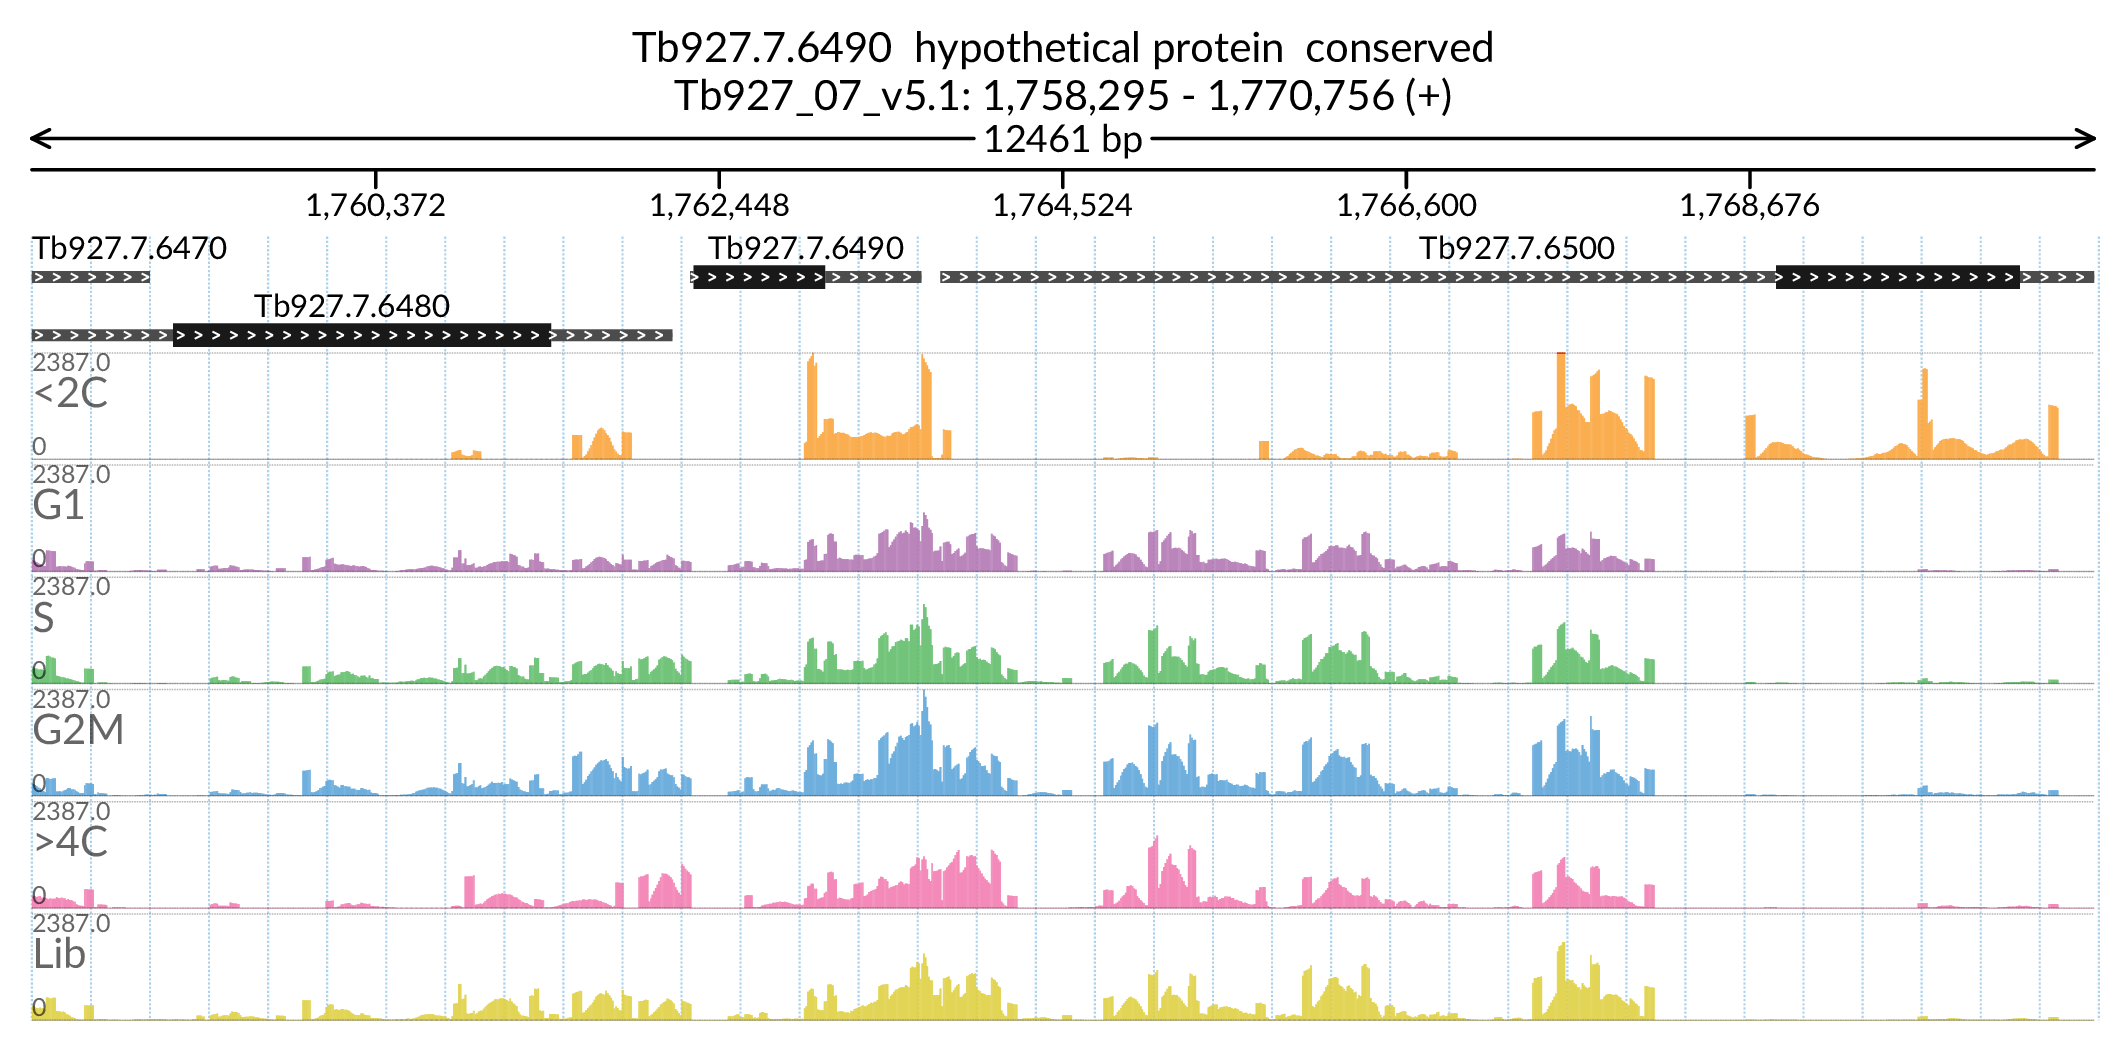 Tb927.7.6490  hypothetical protein  conserved
Tb927_07_v5.1: 1,758,295 - 1,770,756 (+)
12461 bp
1,760,372 1,762,448 1,764,524 1,766,600 1,768,676
Tb927.7.6470 Tb927.7.6490 Tb927.7.6500
Tb927.7.6480
2387.0
<2C
0
2387.0
G1
0
2387.0
S
0
2387.0
G2M
0
2387.0
>4C
0
2387.0
Lib
0